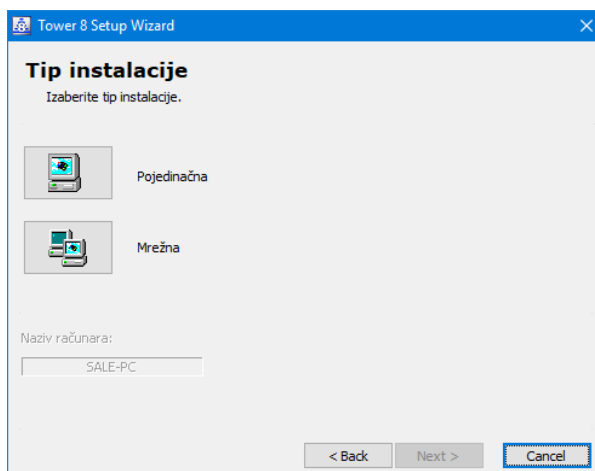 Tower 8 Setup Wizard
Tip instalacije
Izaberite tip instalacije.
Pojedinačna
Mrežna
Naziv računara:
SALE-PC
< Back Next > Cancel